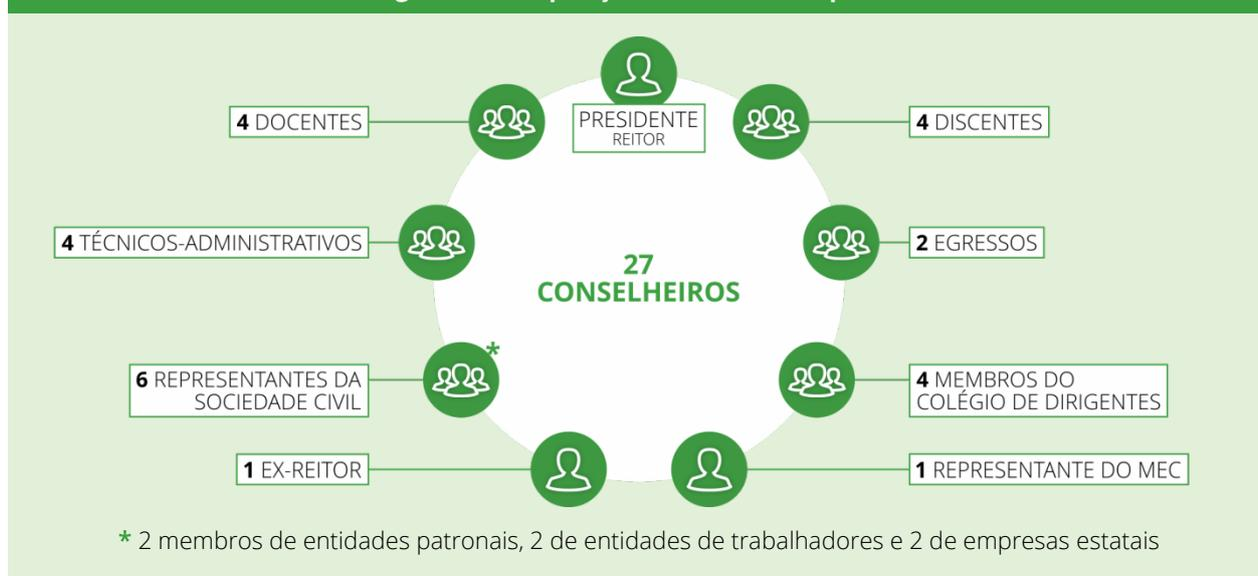 PRESIDENTE
REITOR
4 DOCENTES
4 DISCENTES
4 TÉCNICOS-ADMINISTRATIVOS
2 EGRESSOS
27
CONSELHEIROS
*
6 REPRESENTANTES DA
SOCIEDADE CIVIL
4 MEMBROS DO
COLÉGIO DE DIRIGENTES
1 EX-REITOR
1 REPRESENTANTE DO MEC
* 2 membros de entidades patronais, 2 de entidades de trabalhadores e 2 de empresas estatais